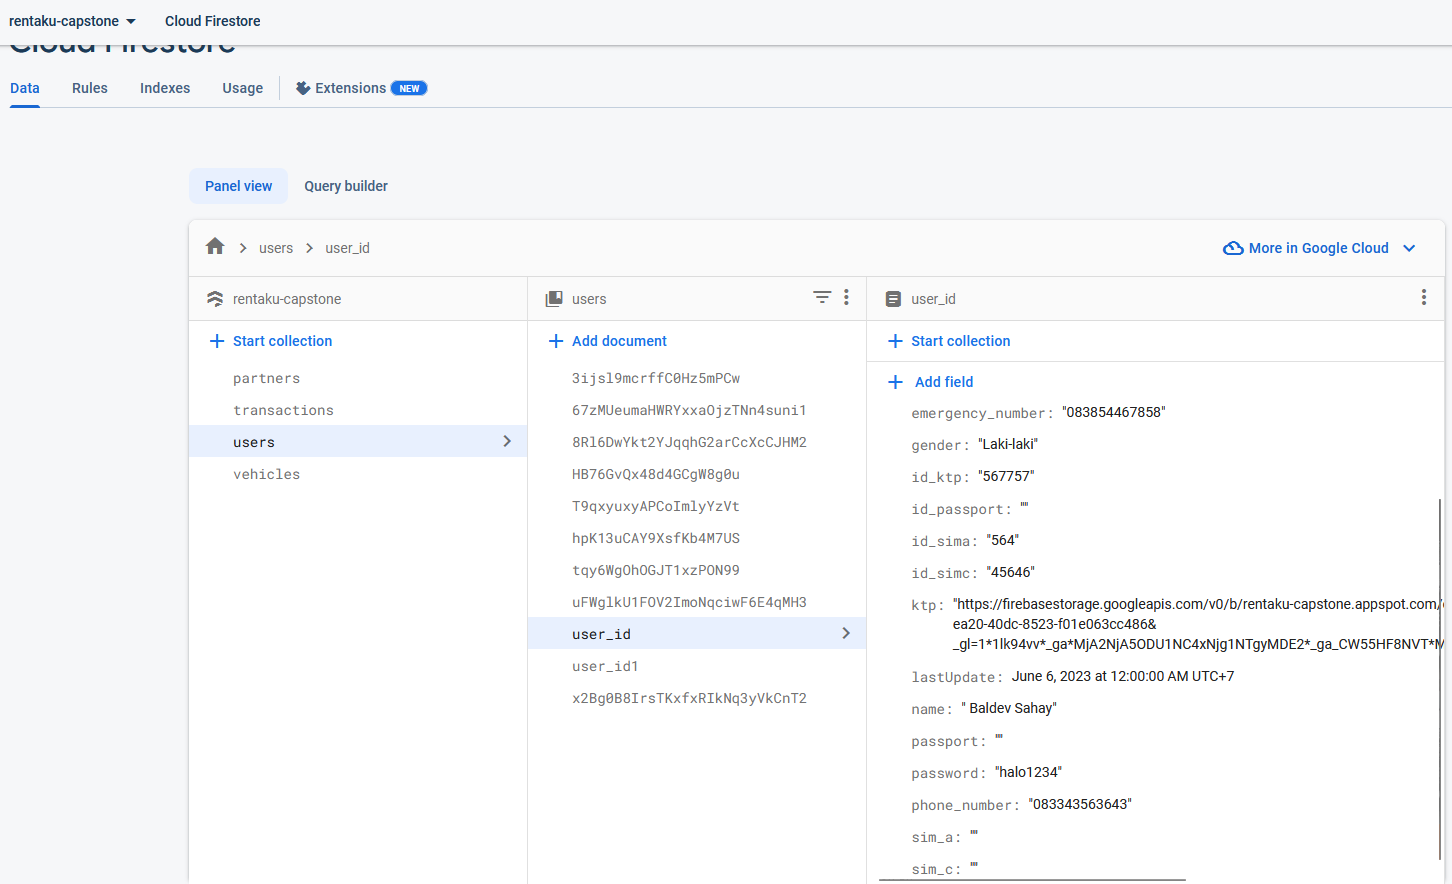 rentaku-capstone
Cloud Firestore
Cloud Firestore
Data Rules Indexes Usage Extensions NEW
Panel view Query builder
users user_id
More in Google Cloud
rentaku-capstone
Start collection
partners
transactions
users
vehicles
users
Add document
3ijsl9mcrffC0Hz5mPCw
67zMUeumaHWRYxxaOjzTNn4suni1
8Rl6DwYkt2YJqqhG2arCcXcCJHM2
HB76GvQx48d4GCgW8g0u
T9qxyuxyAPCoImlyYzVt
hpK13uCAY9XsfKb4M7US
tqy6WgOhOGJT1xzPON99
uFWglkU1FOV2ImoNqciwF6E4qMH3
user_id
user_id1
x2Bg0B8IrsTKxfxRIkNq3yVkCnT2
user_id
Start collection
Add field
emergency_number: "083854467858"
gender: "Laki-laki"
id_ktp: "567757"
id_passport: ""
id_sima: "564"
id_simc: "45646"
ktp: "https://firebasestorage.googleapis.com/v0/b/rentaku-capstone.appspot.com/
ea20-40dc-8523-f01e063cc486&
_gl=1*1lk94vv*_ga*MjA2NjA5ODU1NC4xNjg1NTgyMDE2*_ga_CW55HF8NVT*M
lastUpdate: June 6, 2023 at 12:00:00 AM UTC+7
name: " Baldev Sahay"
passport: ""
password: "halo1234"
phone_number: "083343563643"
sim_a: ""
sim_c: ""